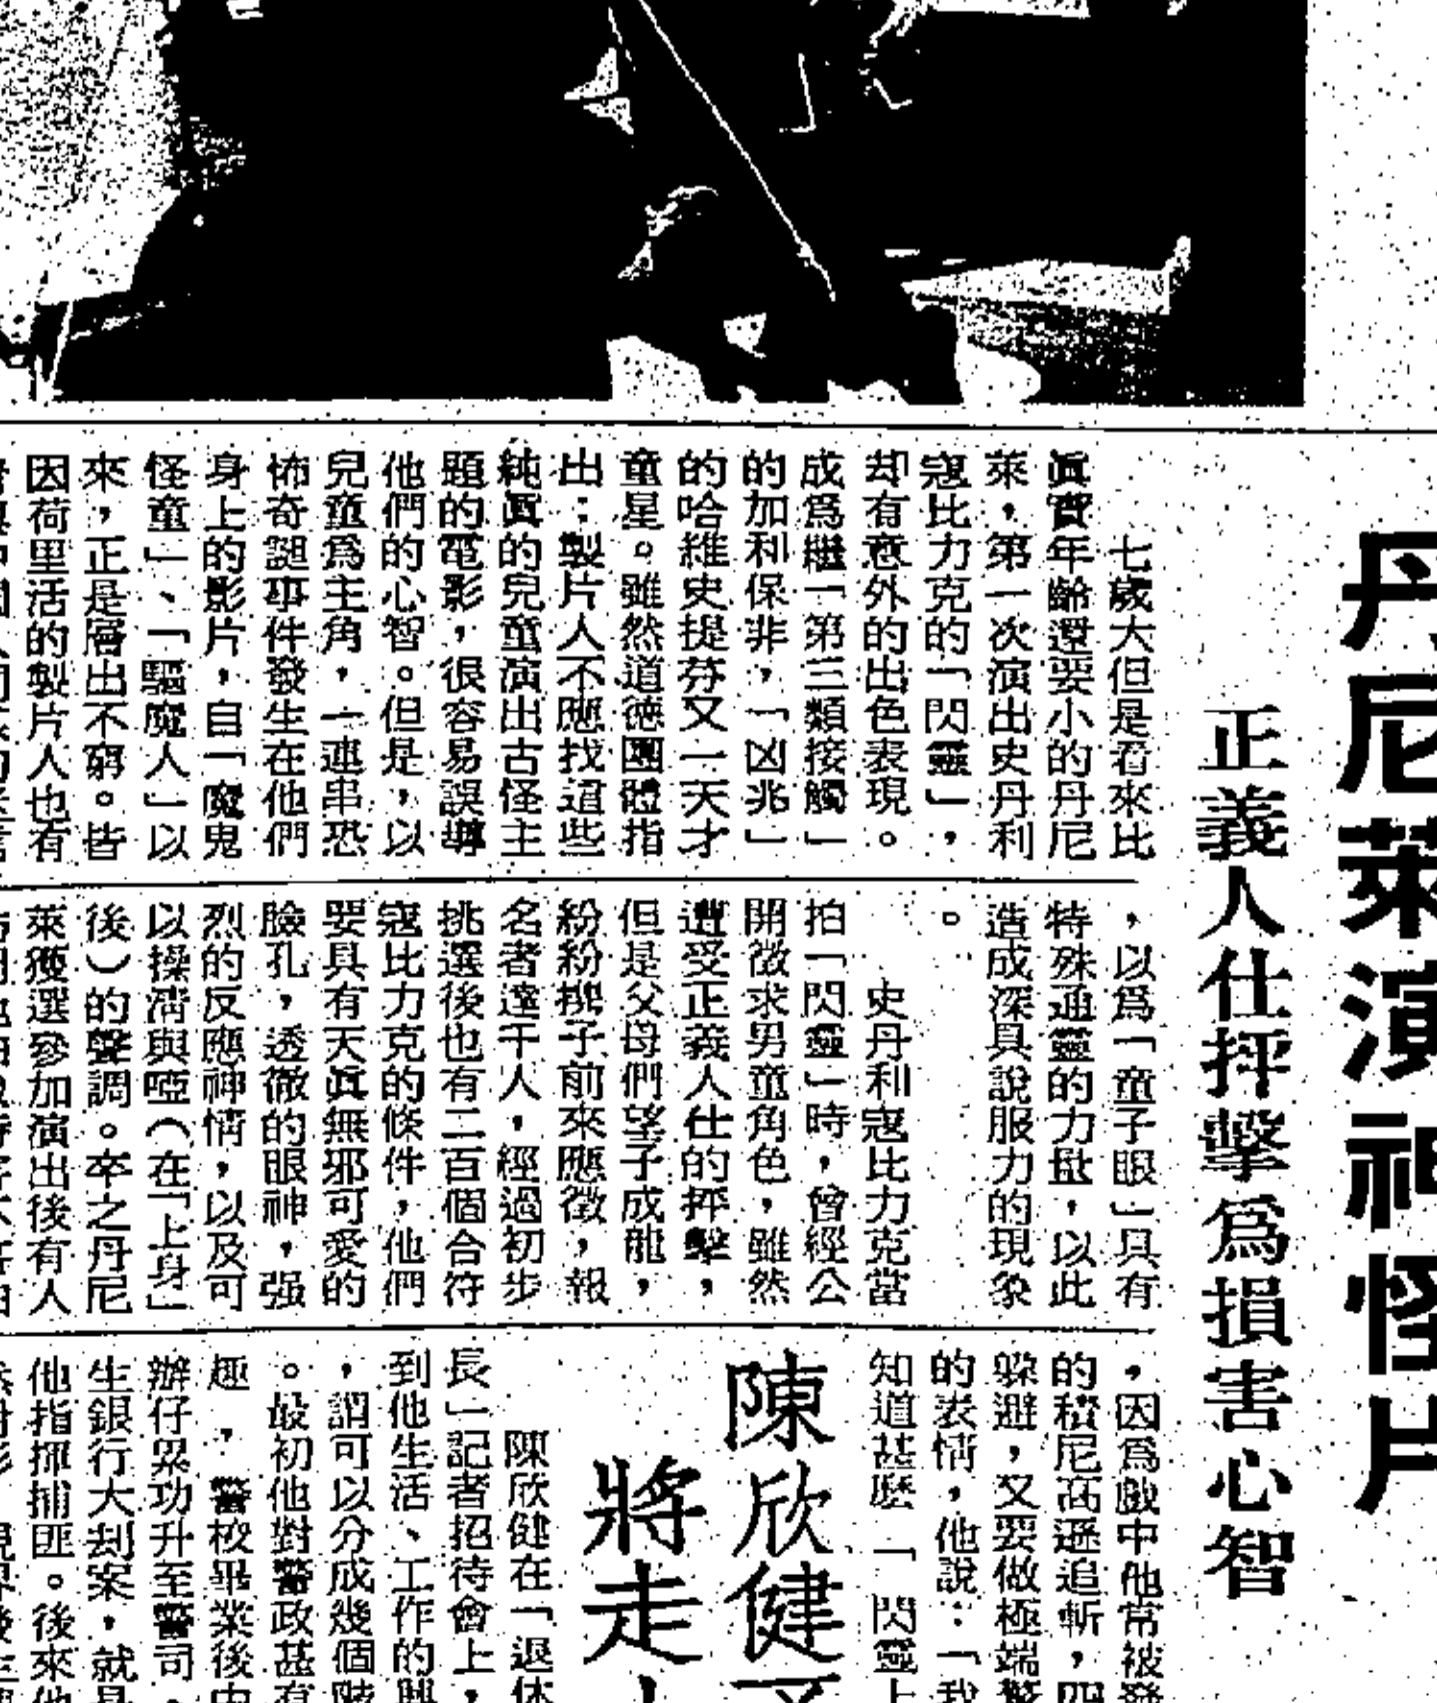 丹尼萊演神怪片
正義人仕抨擊爲損害心智
七歲大但是看來比
眞實年齡還要小的丹尼
萊，第一次演出史丹利
寇比力克的「閃靈」，
却有意外的出色表現。
成爲繼「第三類接觸」
的加利保非，「凶兆」
的哈維史提芬又一天才
童星。雖然道德團體指
出：製片人不應找這些
純眞的兒童演出古怪主
題的電影，很容易誤導
他們的心智。但是，以
兒童爲主角，一連串恐
怖奇誕事件發生在他們
身上的影片，自「魔鬼
怪童」、「驅魔人」以
來，正是層出不窮。皆
因荷里活的製片人也有
，以爲「童子眼」具有
特殊通靈的力量，以此
造成深具說服力的現象
。
史丹利寇比力克當
拍「閃靈」時，曾經公
開徵求男童角色，雖然
遭受正義人仕的抨擊，
但是父母們望子成龍，
紛紛携子前來應徵，報
名者達千人，經過初步
挑選後也有二百個合符
寇比力克的條件，他們
要具有天眞無邪可愛的
臉孔，透徹的眼神，强
烈的反應神情，以及可
以操清與啞（在「上身」
後）的聲調。卒之丹尼
萊獲選參加演出後有人
，因爲戲中他常被發
的積尼高遜追斬，四
躲避，又要做極端驚
的表情，他說：「我
知道甚麽「閃靈上
陳欣健
將走
陳欣健在「退休
長」記者招待會上，
到他生活、工作的興
，謂可以分成幾個階
。最初他對警政甚有
趣，警校畢業後由
辦仔累功升至警司，
生銀行大刦案，就是
他指揮捕匪。後來他